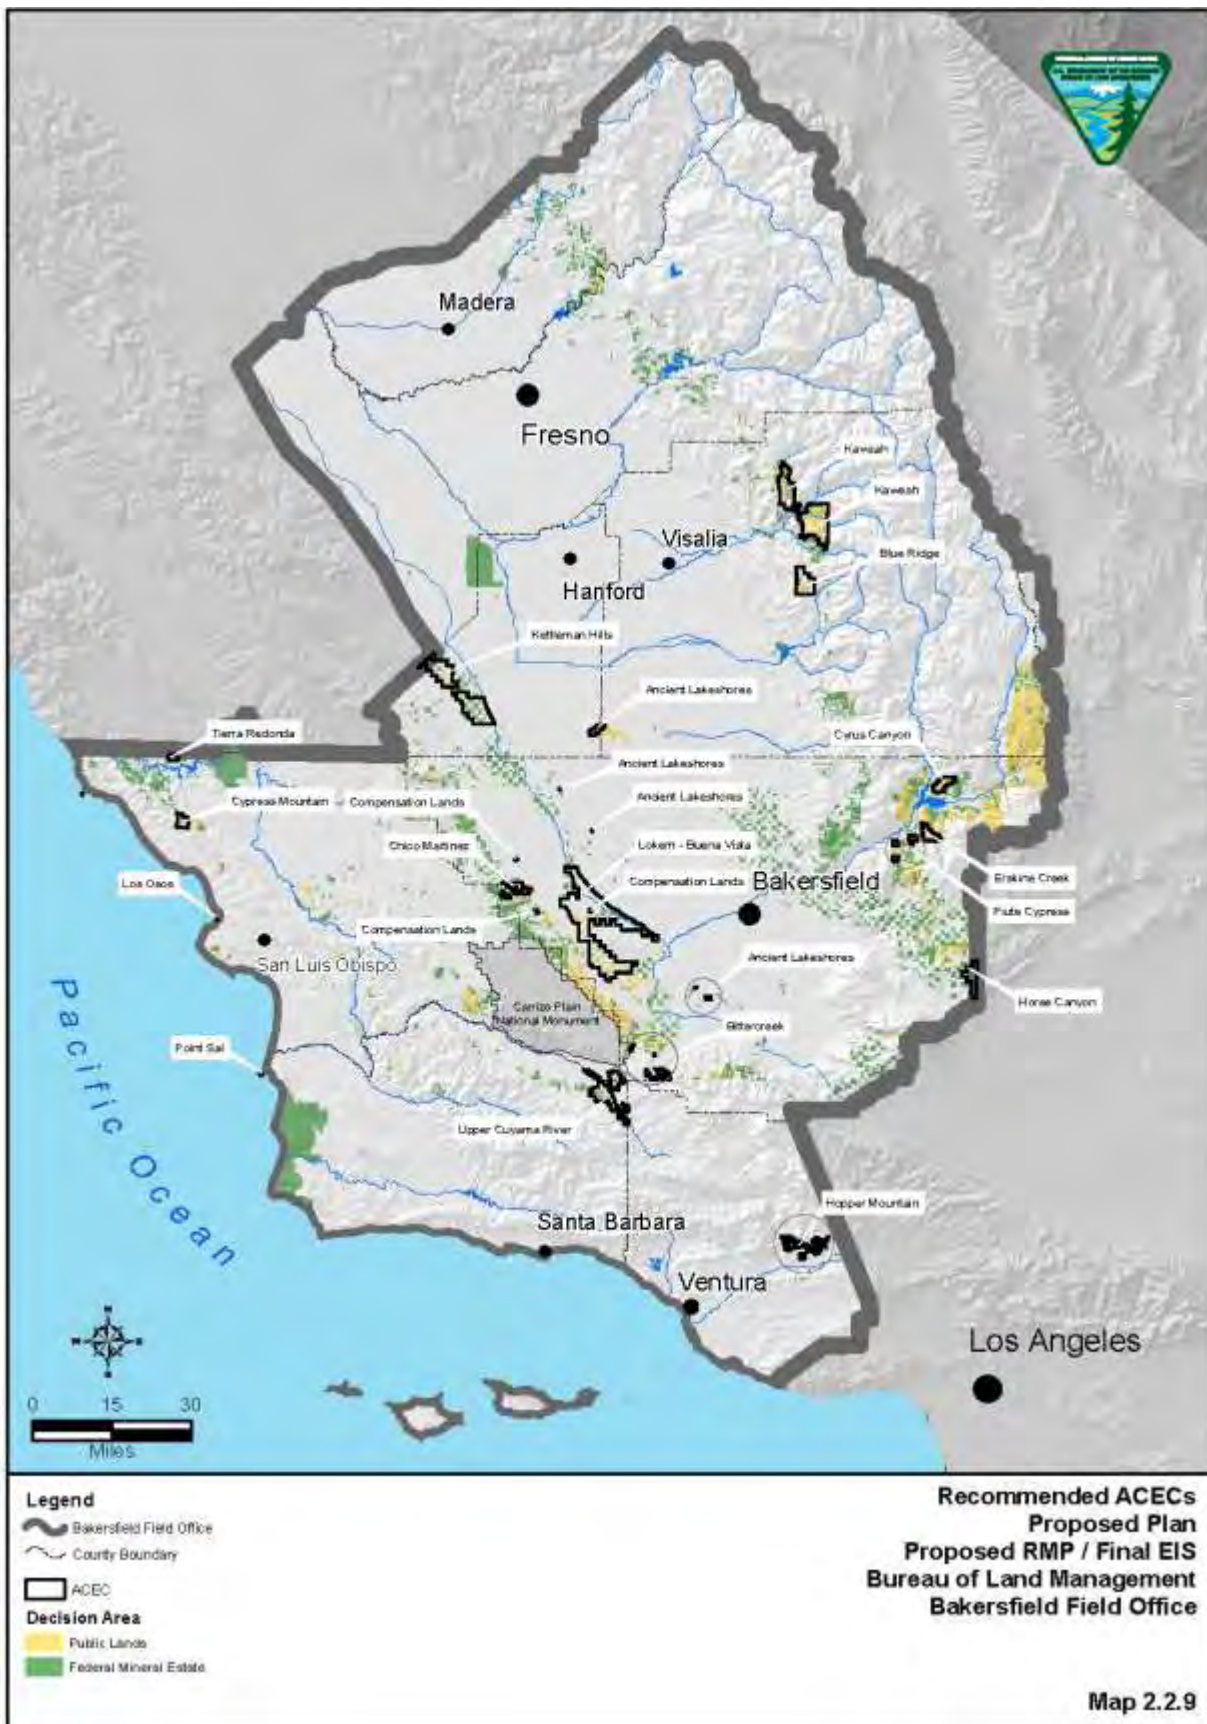 Madera
Fresno
Kaweah
Kaweah
Visalia
Blue Ridge
Hanford
Kettleman Hills
Ancient Lakeshores
Tierra Redonda
Cyrus Canyon
Ancient Lakeshores
Cypress Mountain
Compensation Lands
Ancient Lakeshores
Chico Martinez
Lokern - Buena Vista
Erskine Creek
Los Osos
Compensation Lands
Bakersfield
Piute Cypress
Compensation Lands
San Luis Obispo
Ancient Lakeshores
Horse Canyon
Carrizo Plain
National Monument
Bittercreek
Point Sal
Pacific Ocean
Upper Cuyama River
Hopper Mountain
Santa Barbara
Ventura
Los Angeles
N
W
E
S
0 15 30
Miles
Legend
Bakersfield Field Office
County Boundary
ACEC
Decision Area
Public Lands
Federal Mineral Estate
Recommended ACECs
Proposed Plan
Proposed RMP / Final EIS
Bureau of Land Management
Bakersfield Field Office
Map 2.2.9